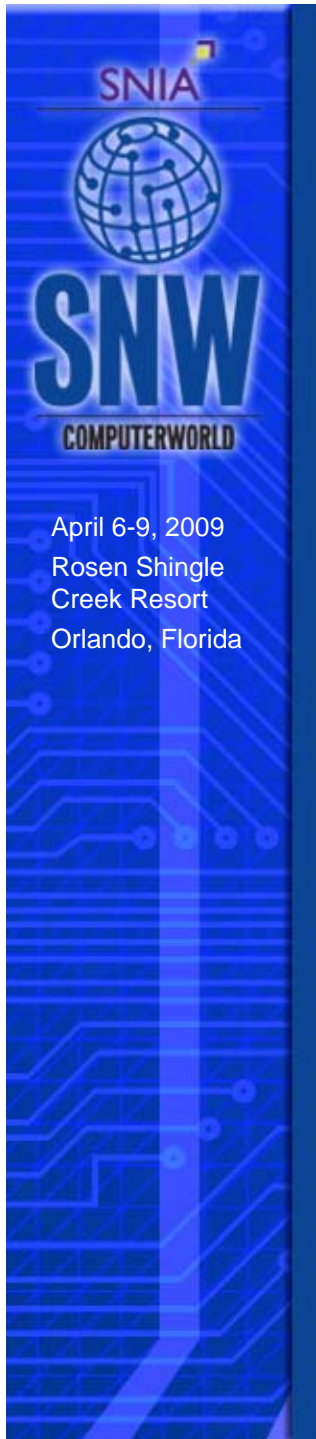 SNIA
SNW
COMPUTERWORLD
April 6-9, 2009
Rosen Shingle
Creek Resort
Orlando, Florida